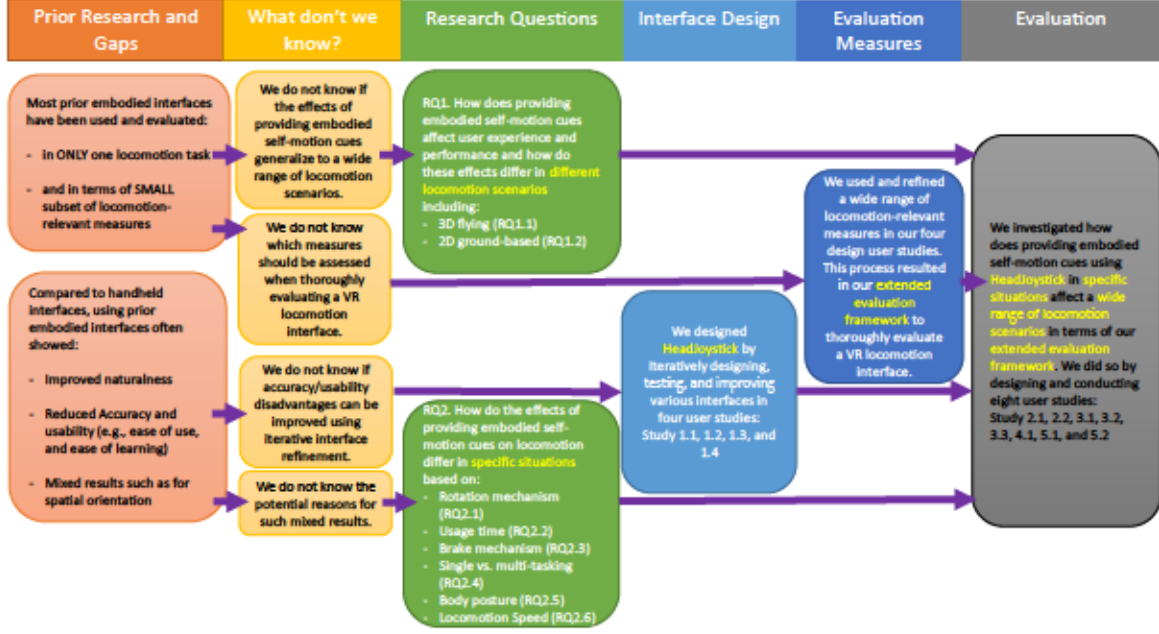 Prior Research and
Gaps
What don't we
know?
Research Questions
Interface Design
Evaluation
Measures
Evaluation
Most prior embodied interfaces
have been used and evaluated:
- in ONLY one locomotion task
- and in terms of SMALL
subset of locomotion-
relevant measures
Compared to handheld
interfaces, using prior
embodied interfaces often
showed:
- Improved naturalness
- Reduced Accuracy and
usability (e.g., ease of use,
and ease of learning)
- Mixed results such as for
spatial orientation
We do not know if
the effects of
providing embodied
self-motion cues
generalize to a wide
range of locomotion
scenarios.
We do not know
which measures
should be assessed
when thoroughly
evaluating a VR
locomotion
interface.
We do not know if
accuracy/usability
disadvantages can be
improved using
iterative interface
refinement.
We do not know the
potential reasons for
such mixed results.
RQ1. How does providing
embodied self-motion cues
affect user experience and
performance and how do
these effects differ in different
locomotion scenarios
including:
- 3D flying (RQ1.1)
- 2D ground-based (RQ1.2)
RQ2. How do the effects of
providing embodied self-
motion cues on locomotion
differ in specific situations
based on:
- Rotation mechanism
(RQ2.1)
- Usage time (RQ2.2)
- Brake mechanism (RQ2.3)
- Single vs. multi-tasking
(RQ2.4)
- Body posture (RQ2.5)
- Locomotion Speed (RQ2.6)
We designed
HeadJoystick by
Iteratively designing,
testing, and improving
various interfaces in
four user studies:
Study 1.1, 1.2, 1.3, and
1.4
We used and refined
a wide range of
locomotion-relevant
measures in our four
design user studies.
This process resulted
in our extended
evaluation
framework to
thoroughly evaluate
a VR locomotion
interface.
We investigated how
does providing embodied
self-motion cues using
HeadJoystick in specific
situations affect a wide
range of locomotion
scenarios in terms of our
extended evaluation
framework. We did so by
designing and conducting
eight user studies:
Study 2.1, 2.2, 3.1, 3.2,
3.3, 4.1, 5.1, and 5.2